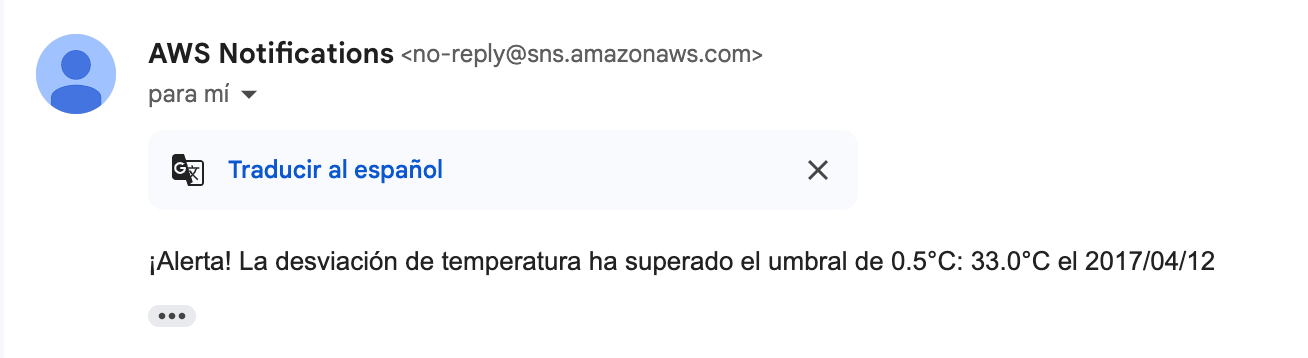 AWS Notifications <no-reply@sns.amazonaws.com>
para mí
Traducir al español
¡Alerta! La desviación de temperatura ha superado el umbral de 0.5°C: 33.0°C el 2017/04/12